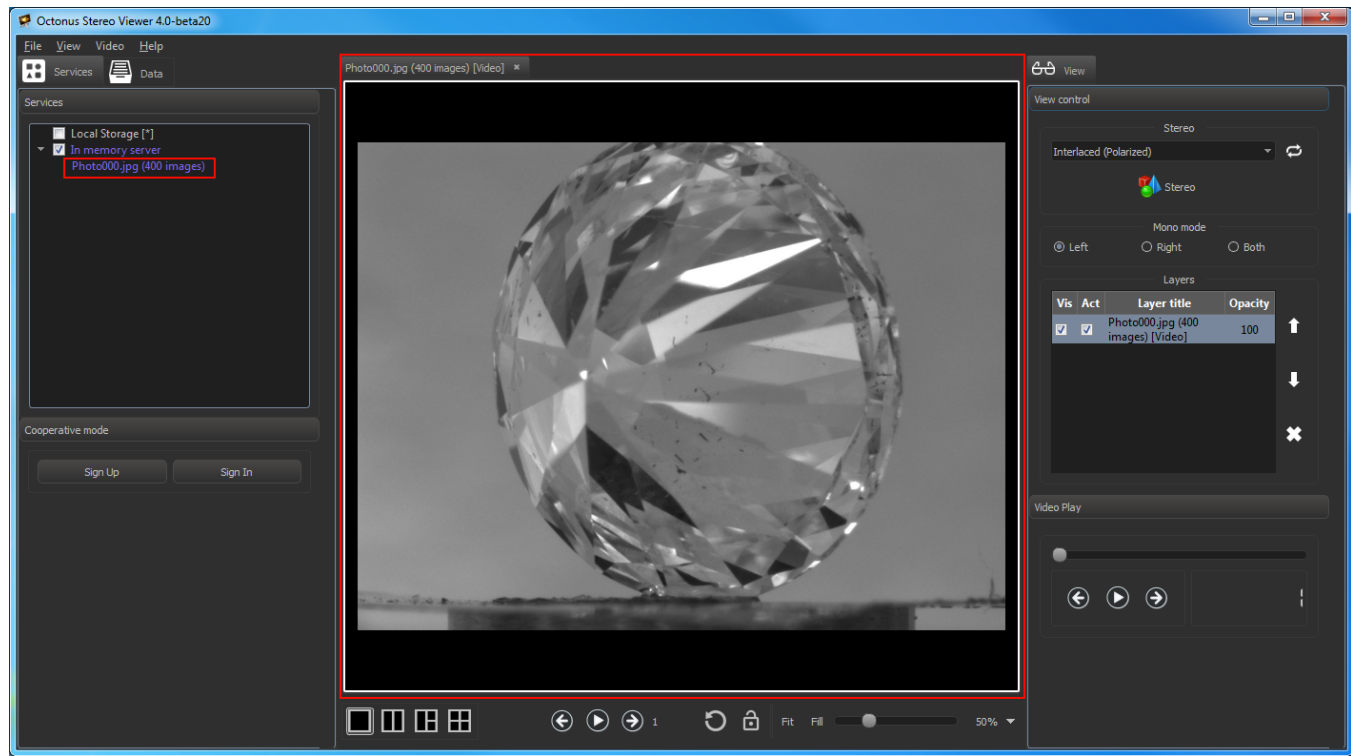 Octonus Stereo Viewer 4.0-beta20
File View Video Help
Services Data
Services
Local Storage [*]
In memory server
Photo000.jpg (400 images)
Cooperative mode
Sign Up Sign In
Photo000.jpg (400 images) [Video] ×
1 Fit Fill 50%
View
View control
Stereo
Interlaced (Polarized)
Stereo
Mono mode
Left Right Both
Layers
Vis Act Layer title Opacity
Photo000.jpg (400
images) [Video] 100
Video Play